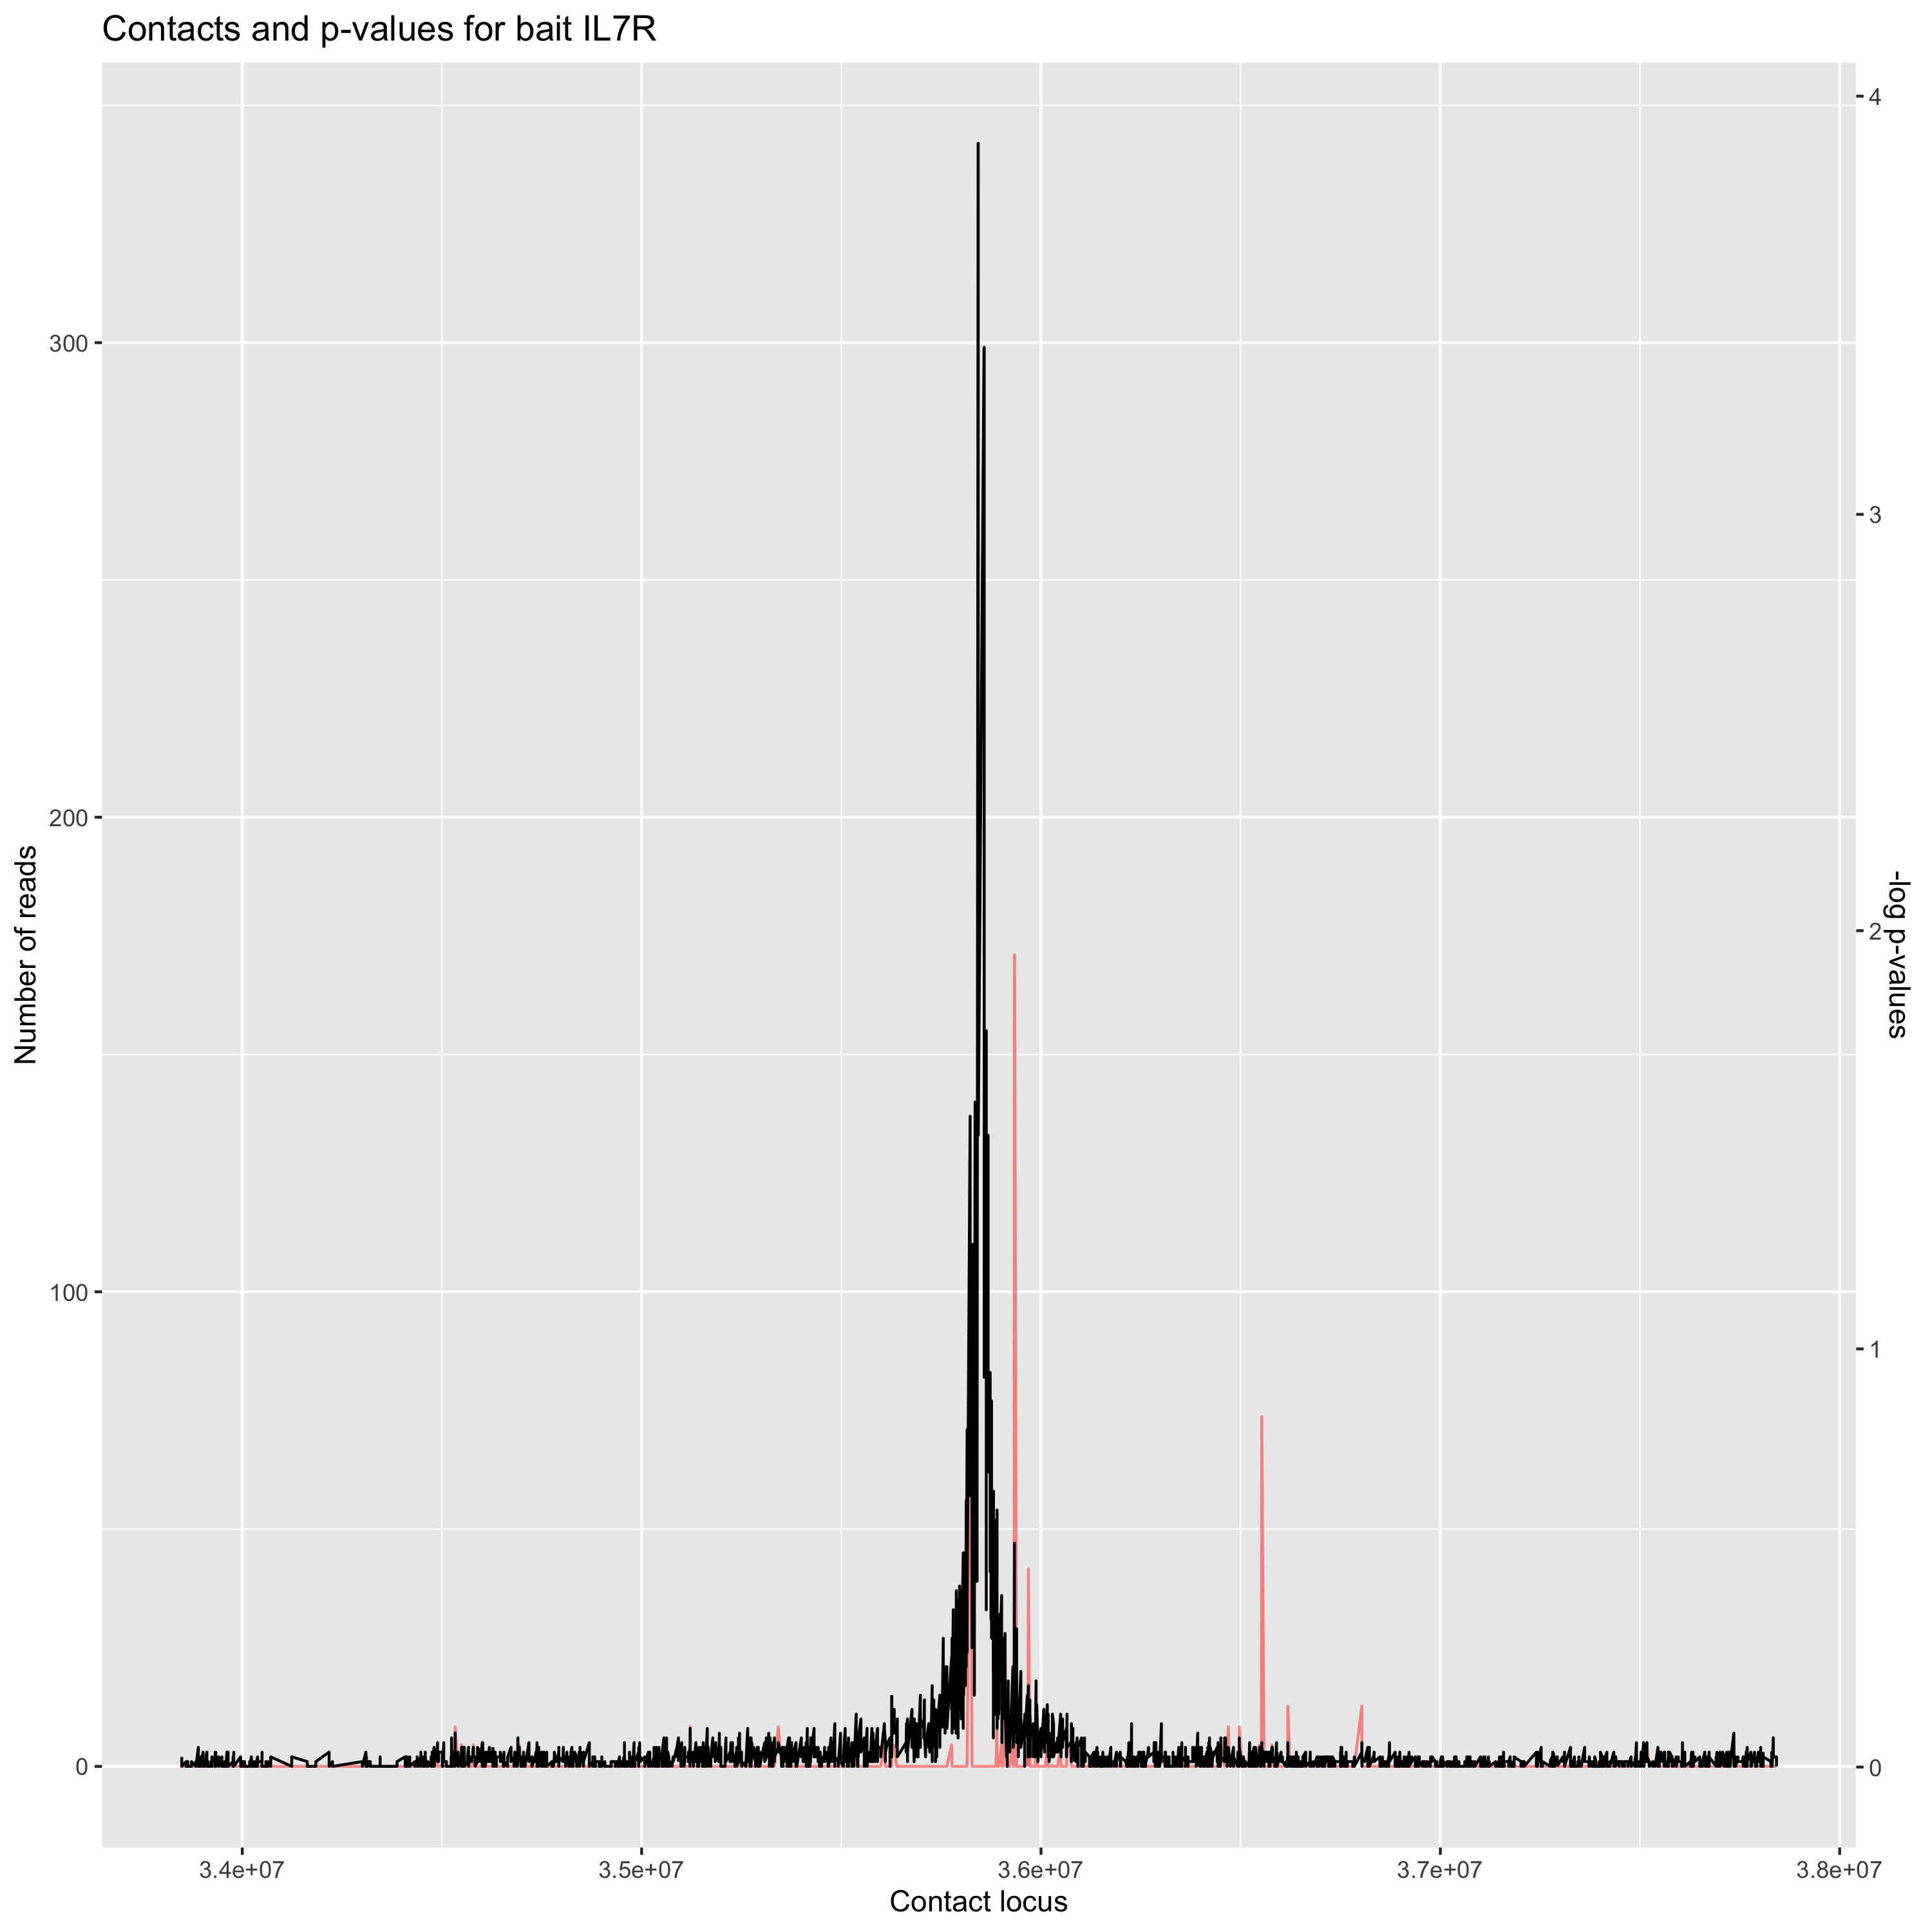 Contacts and p-values for bait IL7R
4
300
3
200
2
Number of reads
-log p-values
100
1
0
0
3.4e+07 3.5e+07 3.6e+07 3.7e+07 3.8e+07
Contact locus